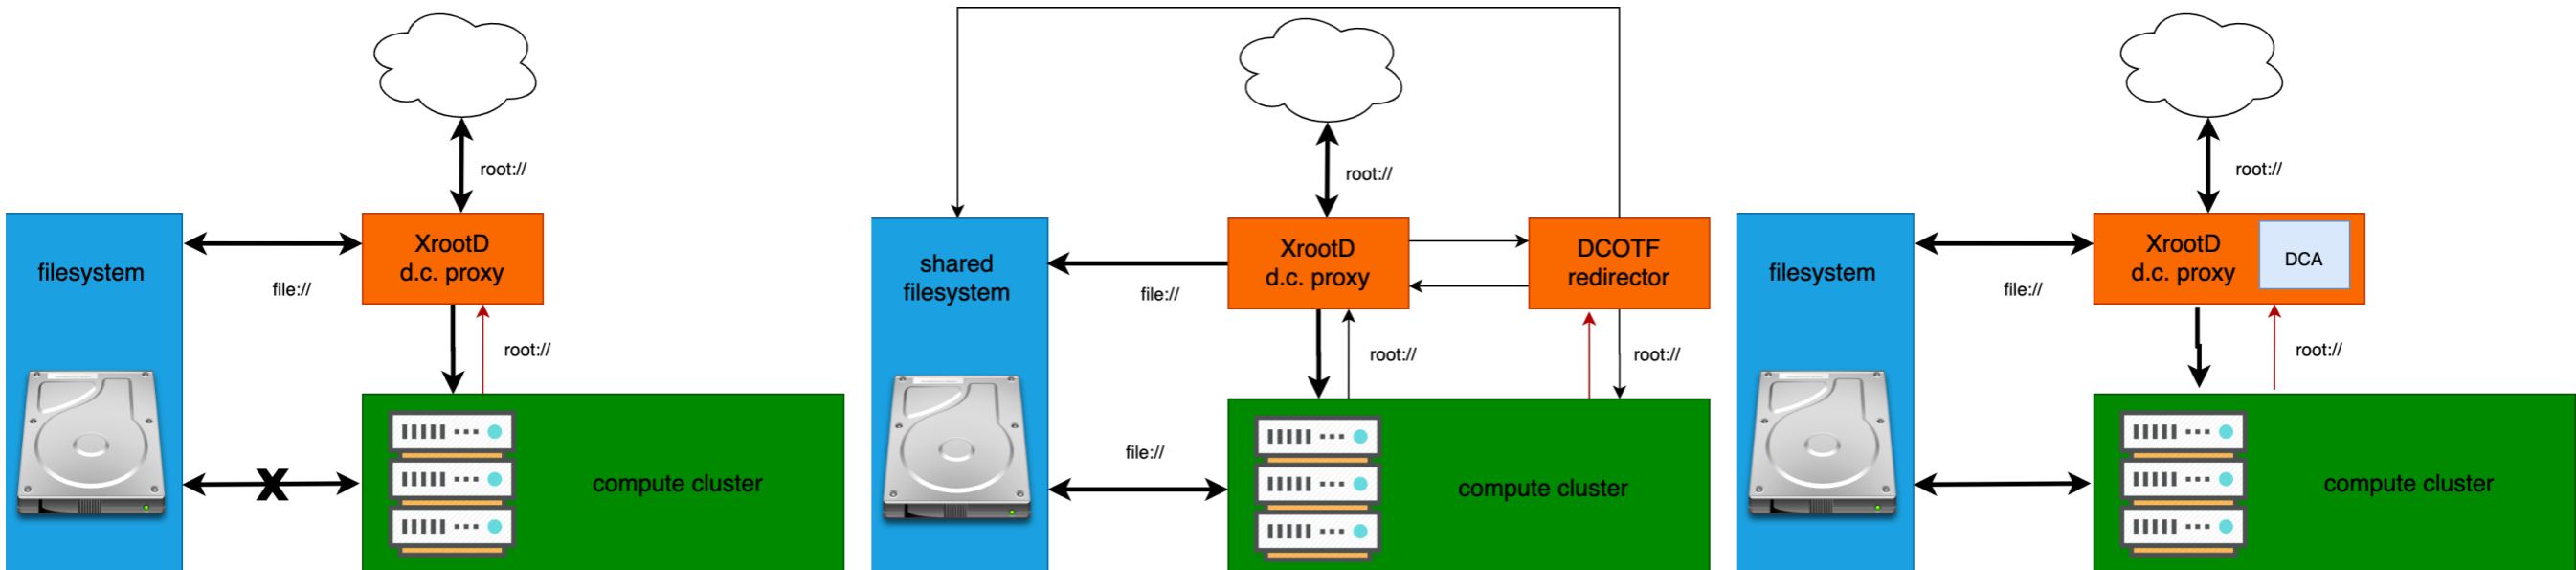 root://
filesystem
XrootD
d.c. proxy
file://
root://
compute cluster
root://
shared
filesystem
XrootD
d.c. proxy
DCOTF
redirector
file://
root://
root://
file://
compute cluster
root://
filesystem
XrootD
d.c. proxy
DCA
file://
root://
compute cluster